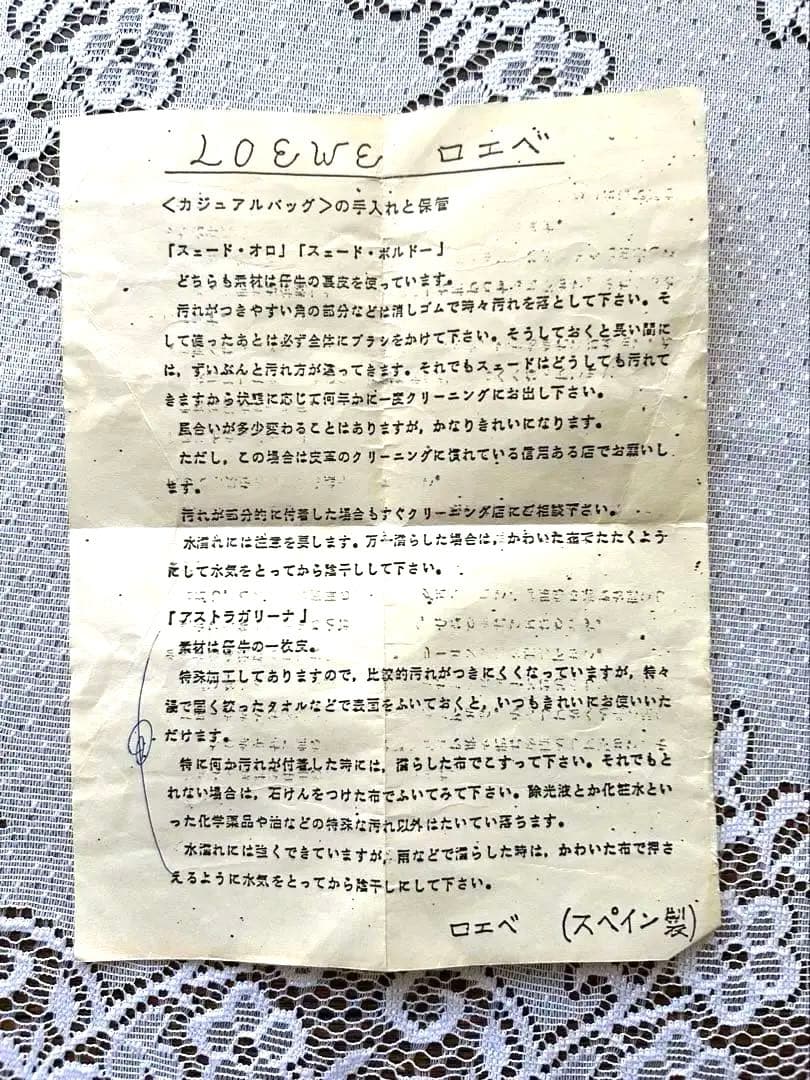 LOEWE ロエベ
<カジュアルバッグ>の手入れと保管
「スェード・オロ」「スェード・ボルドー」
どちらも素材は仔牛の裏皮を使っています。
汚れがつきやすい角の部分などは消しゴムで時々汚れを落として下さい。そ
して使ったあとは必ず全体にブラシをかけて下さい。そうしておくと長い間に
は，ずいぶんと汚れ方が違ってきます。それでもスェードはどうしても汚れて
きますから状態に応じて何年かに一度クリーニングにお出し下さい。
風合いが多少変わることはありますが，かなりきれいになります。
ただし，この場合は皮革のクリーニングに慣れている信用ある店でお願いし
ます。
汚れが部分的に付着した場合もすぐクリーニング店にご相談下さい。
水濡れには注意を要します。万一濡らした場合は，かわいた布でたたくよう
にして水気をとってから陰干しして下さい。
「アストラガリーナ」
素材は仔牛の一枚皮。
特殊加工してありますので，比較的汚れがつきにくくなっていますが，時々
湯で固く絞ったタオルなどで表面をふいておくと，いつもきれいにお使いいた
だけます。
特に何か汚れが付着した時には，濡らした布でこすって下さい。それでもと
れない場合は，石けんをつけた布でふいてみて下さい。除光液とか化粧水とい
った化学薬品や油などの特殊な汚れ以外はたいてい落ちます。
水濡れには強くできていますが，雨などで濡らした時は，かわいた布で押さ
えるように水気をとってから陰干しにして下さい。
ロエベ (スペイン製)